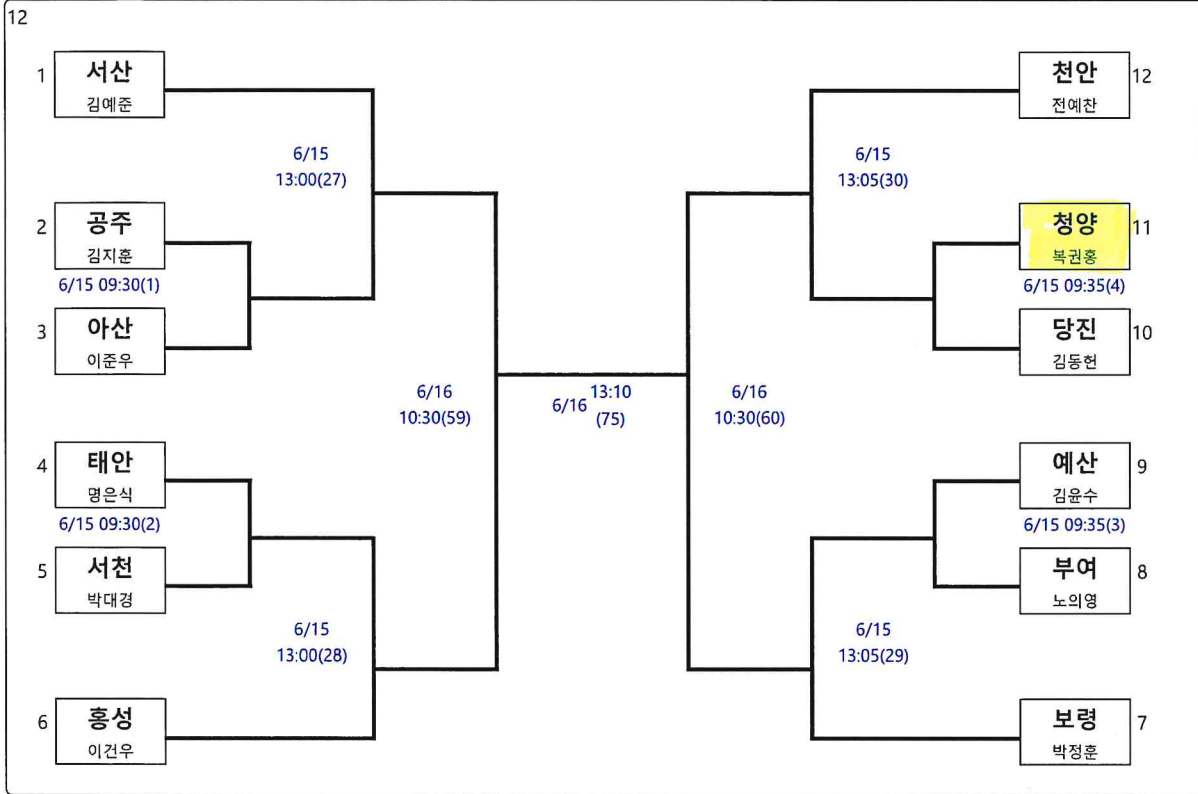 12
1
서산
김예준
6/15
13:00(27)
2
공주
김지훈
6/15 09:30(1)
3
아산
이준우
6/16
10:30(59)
4
태안
명은식
6/15 09:30(2)
5
서천
박대경
6/15
13:00(28)
6
홍성
이건우
6/16 13:10
(75)
천안
전예찬
12
6/15
13:05(30)
청양
복권홍
11
6/15 09:35(4)
당진
김동헌
10
6/16
10:30(60)
예산
김윤수
9
6/15 09:35(3)
부여
노의영
8
6/15
13:05(29)
보령
박정훈
7